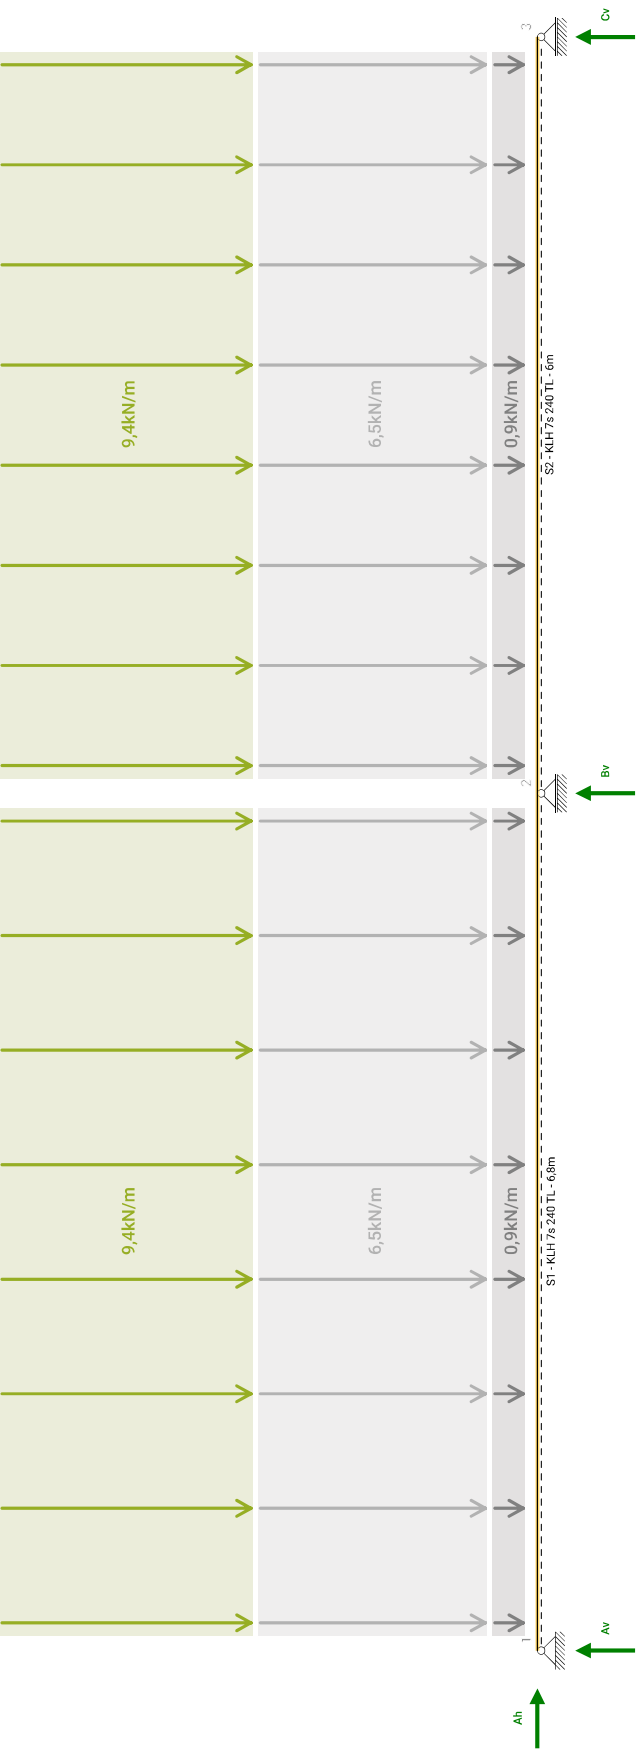 9,4kN/m
9,4kN/m
6,5kN/m
6,5kN/m
0,9kN/m
0,9kN/m
1
2
3
S1 - KLH 7s 240 TL - 6,8m
S2 - KLH 7s 240 TL - 6m
Ah
Av
Bv
Cv